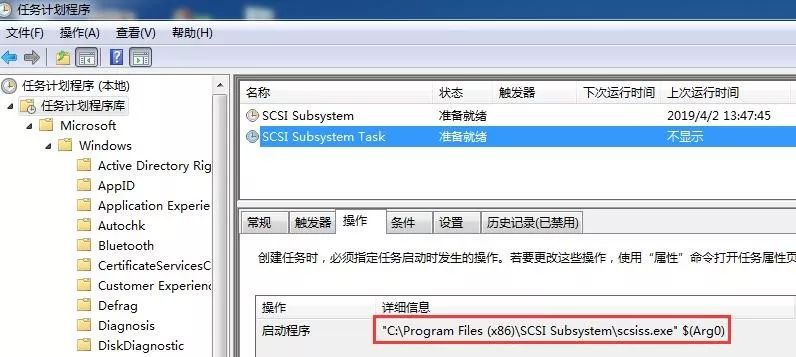 任务计划程序
文件(F) 操作(A) 查看(V) 帮助(H)
任务计划程序 (本地)
任务计划程序库
Microsoft
Windows
Active Directory Rig
AppID
Application Experie
Autochk
Bluetooth
CertificateServicesC
Customer Experience
Defrag
Diagnosis
DiskDiagnostic
名称 状态 触发器 下次运行时间 上次运行时间
SCSI Subsystem 准备就绪 2019/4/2 13:47:45
SCSI Subsystem Task 准备就绪 不显示
常规 触发器 操作 条件 设置 历史记录(已禁用)
创建任务时，必须指定任务启动时发生的操作。若要更改这些操作，使用“属性”命令打开任务属性页
操作 详细信息
启动程序 "C:\Program Files (x86)\SCSI Subsystem\scsiss.exe" $(Arg0)